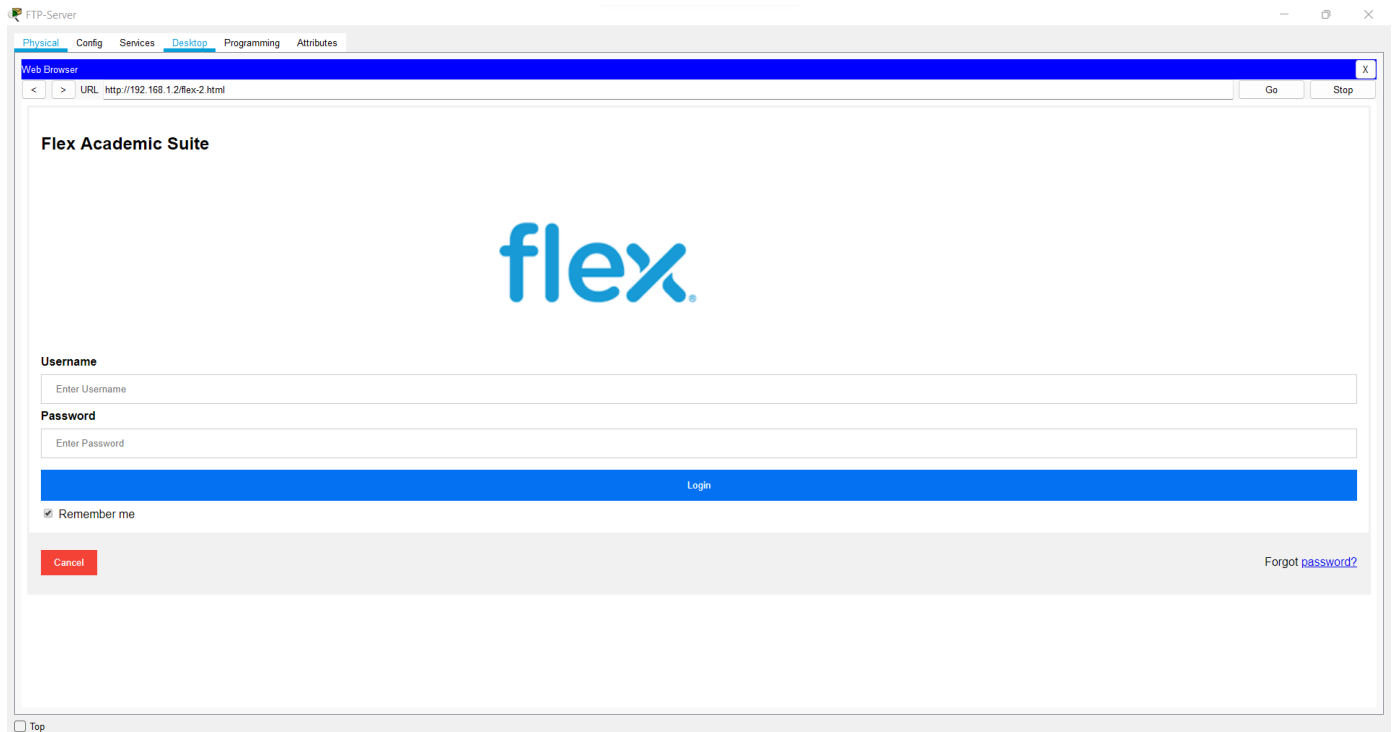 FTP-Server
Physical Config Services Desktop Programming Attributes
Web Browser X
< > URL http://192.168.1.2/flex-2.html Go Stop
Flex Academic Suite
flex.®
Username
Enter Username
Password
Enter Password
Login
Remember me
Cancel Forgot password?
Top